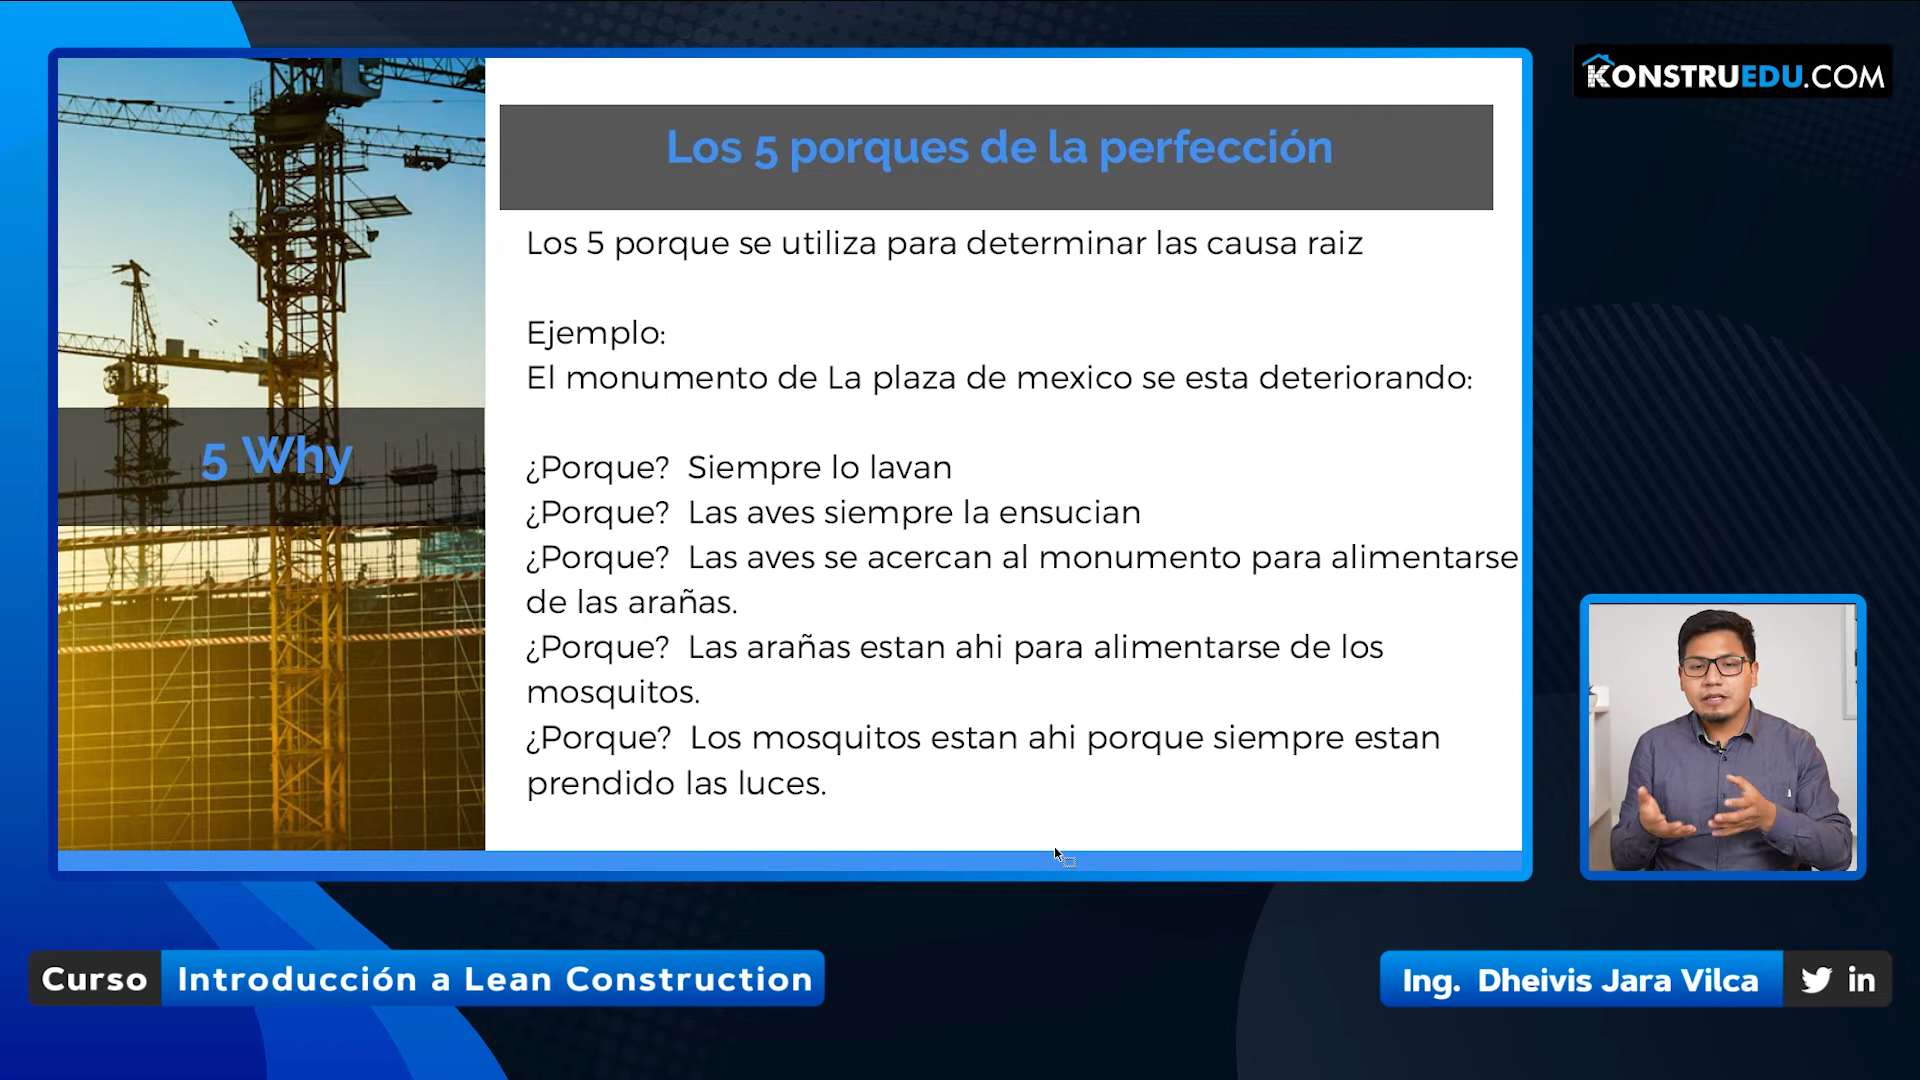 KONSTRUEDU.COM
Los 5 porques de la perfección
Los 5 porque se utiliza para determinar las causa raiz
Ejemplo:
El monumento de La plaza de mexico se esta deteriorando:
5 Why
¿Porque? Siempre lo lavan
¿Porque? Las aves siempre la ensucian
¿Porque? Las aves se acercan al monumento para alimentarse
de las arañas.
¿Porque? Las arañas estan ahi para alimentarse de los
mosquitos.
¿Porque? Los mosquitos estan ahi porque siempre estan
prendido las luces.
Curso Introducción a Lean Construction
Ing. Dheivis Jara Vilca in